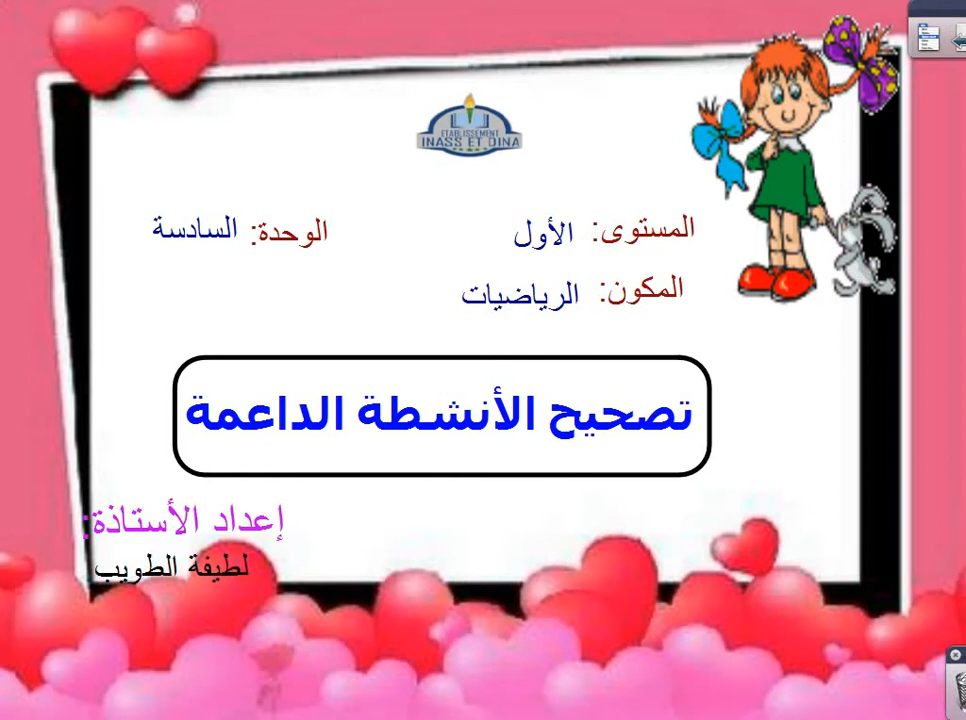 ETABLISSEMENT
INASS ET DINA
المستوى: الأول الوحدة: السادسة
المكون: الرياضيات
تصحيح الأنشطة الداعمة
إعداد الأستاذة:
لطيفة الطويب